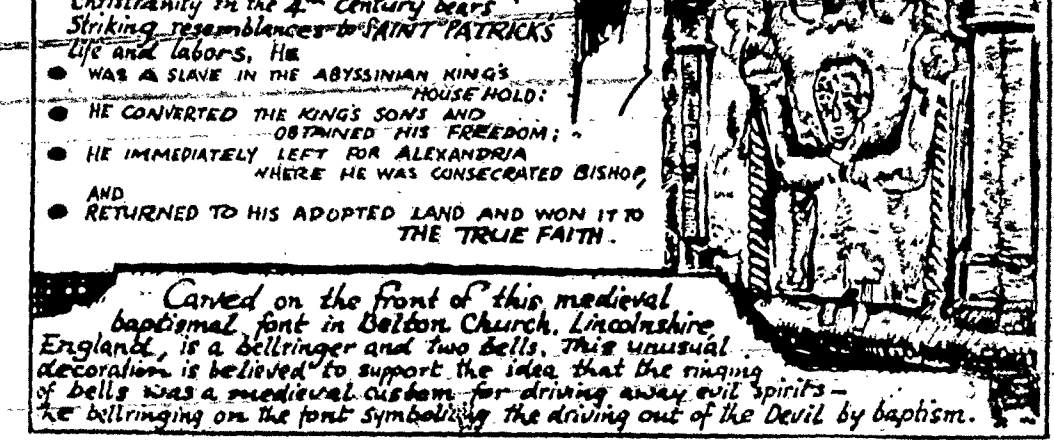 Christianity in the 4th Century bears
Striking resemblances to SAINT PATRICK'S
life and labors. He
● WAS A SLAVE IN THE ABYSSINIAN KING'S
HOUSEHOLD:
● HE CONVERTED THE KING'S SONS AND
OBTAINED HIS FREEDOM;
● HE IMMEDIATELY LEFT FOR ALEXANDRIA
WHERE HE WAS CONSECRATED BISHOP,
AND
● RETURNED TO HIS ADOPTED LAND AND WON IT TO
THE TRUE FAITH.
Carved on the front of this medieval
baptismal font in Belton Church, Lincolnshire,
England, is a bellringer and two bells. This unusual
decoration is believed to support the idea that the ringing
of bells was a medieval custom for driving away evil spirits—
he bellringing on the font symbolizing the driving out of the Devil by baptism.